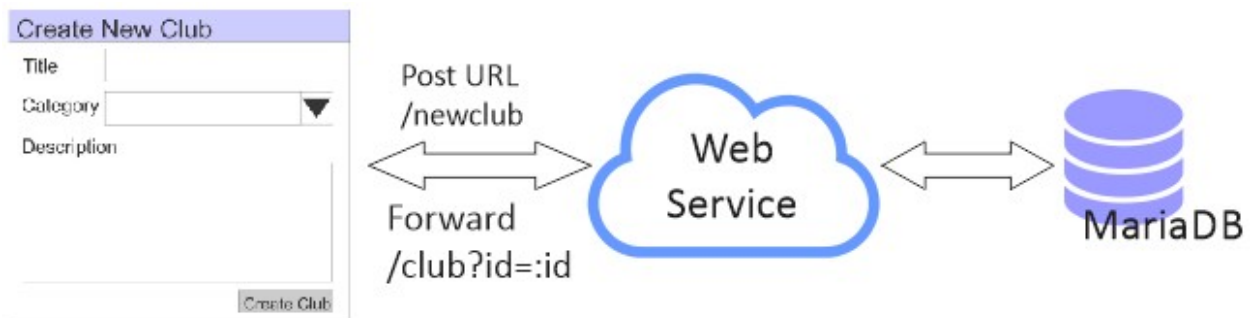 Create New Club
Title
Category
Description
Create Club
Post URL
/newclub
Forward
/club?id=:id
Web
Service
MariaDB